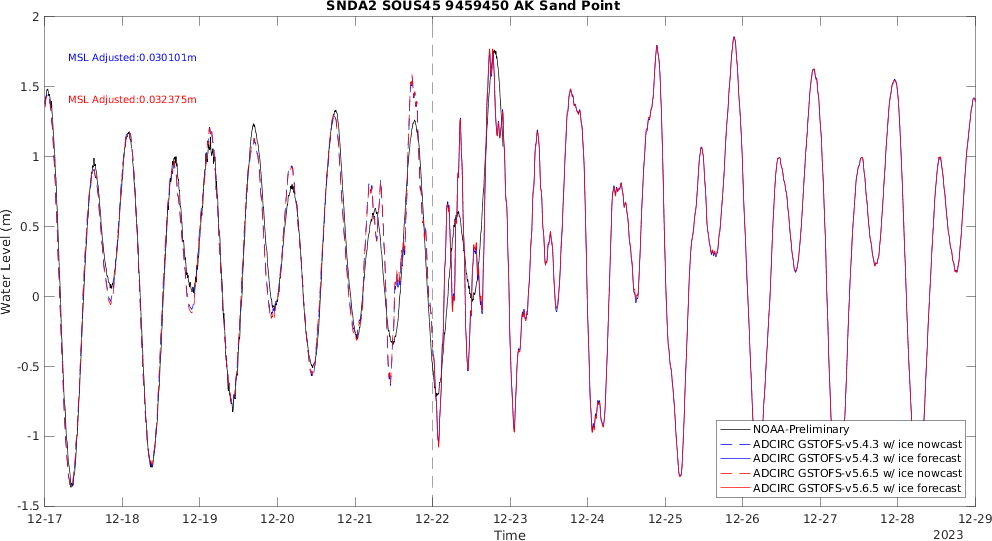 SNDA2 SOUS45 9459450 AK Sand Point
MSL Adjusted:0.030101m
MSL Adjusted:0.032375m
Water Level (m)
2
1.5
1
0.5
0
-0.5
-1
-1.5
12-17 12-18 12-19 12-20 12-21 12-22 12-23 12-24 12-25 12-26 12-27 12-28 12-29
Time
2023
NOAA-Preliminary
ADCIRC GSTOFS-v5.4.3 w/ ice nowcast
ADCIRC GSTOFS-v5.4.3 w/ ice forecast
ADCIRC GSTOFS-v5.6.5 w/ ice nowcast
ADCIRC GSTOFS-v5.6.5 w/ ice forecast